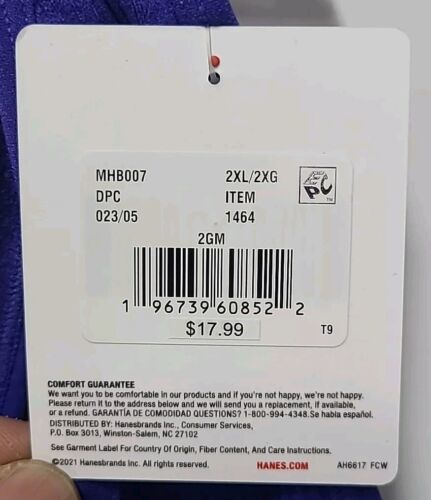 MHB007 2XL/2XG
DPC ITEM
023/05 1464
2GM
1 96739 60852 2
$17.99
T9
COMFORT GUARANTEE
We want you to be comfortable in our products and if you're not happy, we're not happy.
Please return it to the address below and we will send you a replacement, if available,
or a refund. GARANTÍA DE COMODIDAD QUESTIONS? 1-800-994-4348. Se habla español.
DISTRIBUTED BY: Hanesbrands Inc., Consumer Services,
P.O. Box 3013, Winston-Salem, NC 27102
See Garment Label For Country Of Origin, Fiber Content, And Care Instructions.
©2021 Hanesbrands Inc. All rights reserved. HANES.COM AH6617 FCW